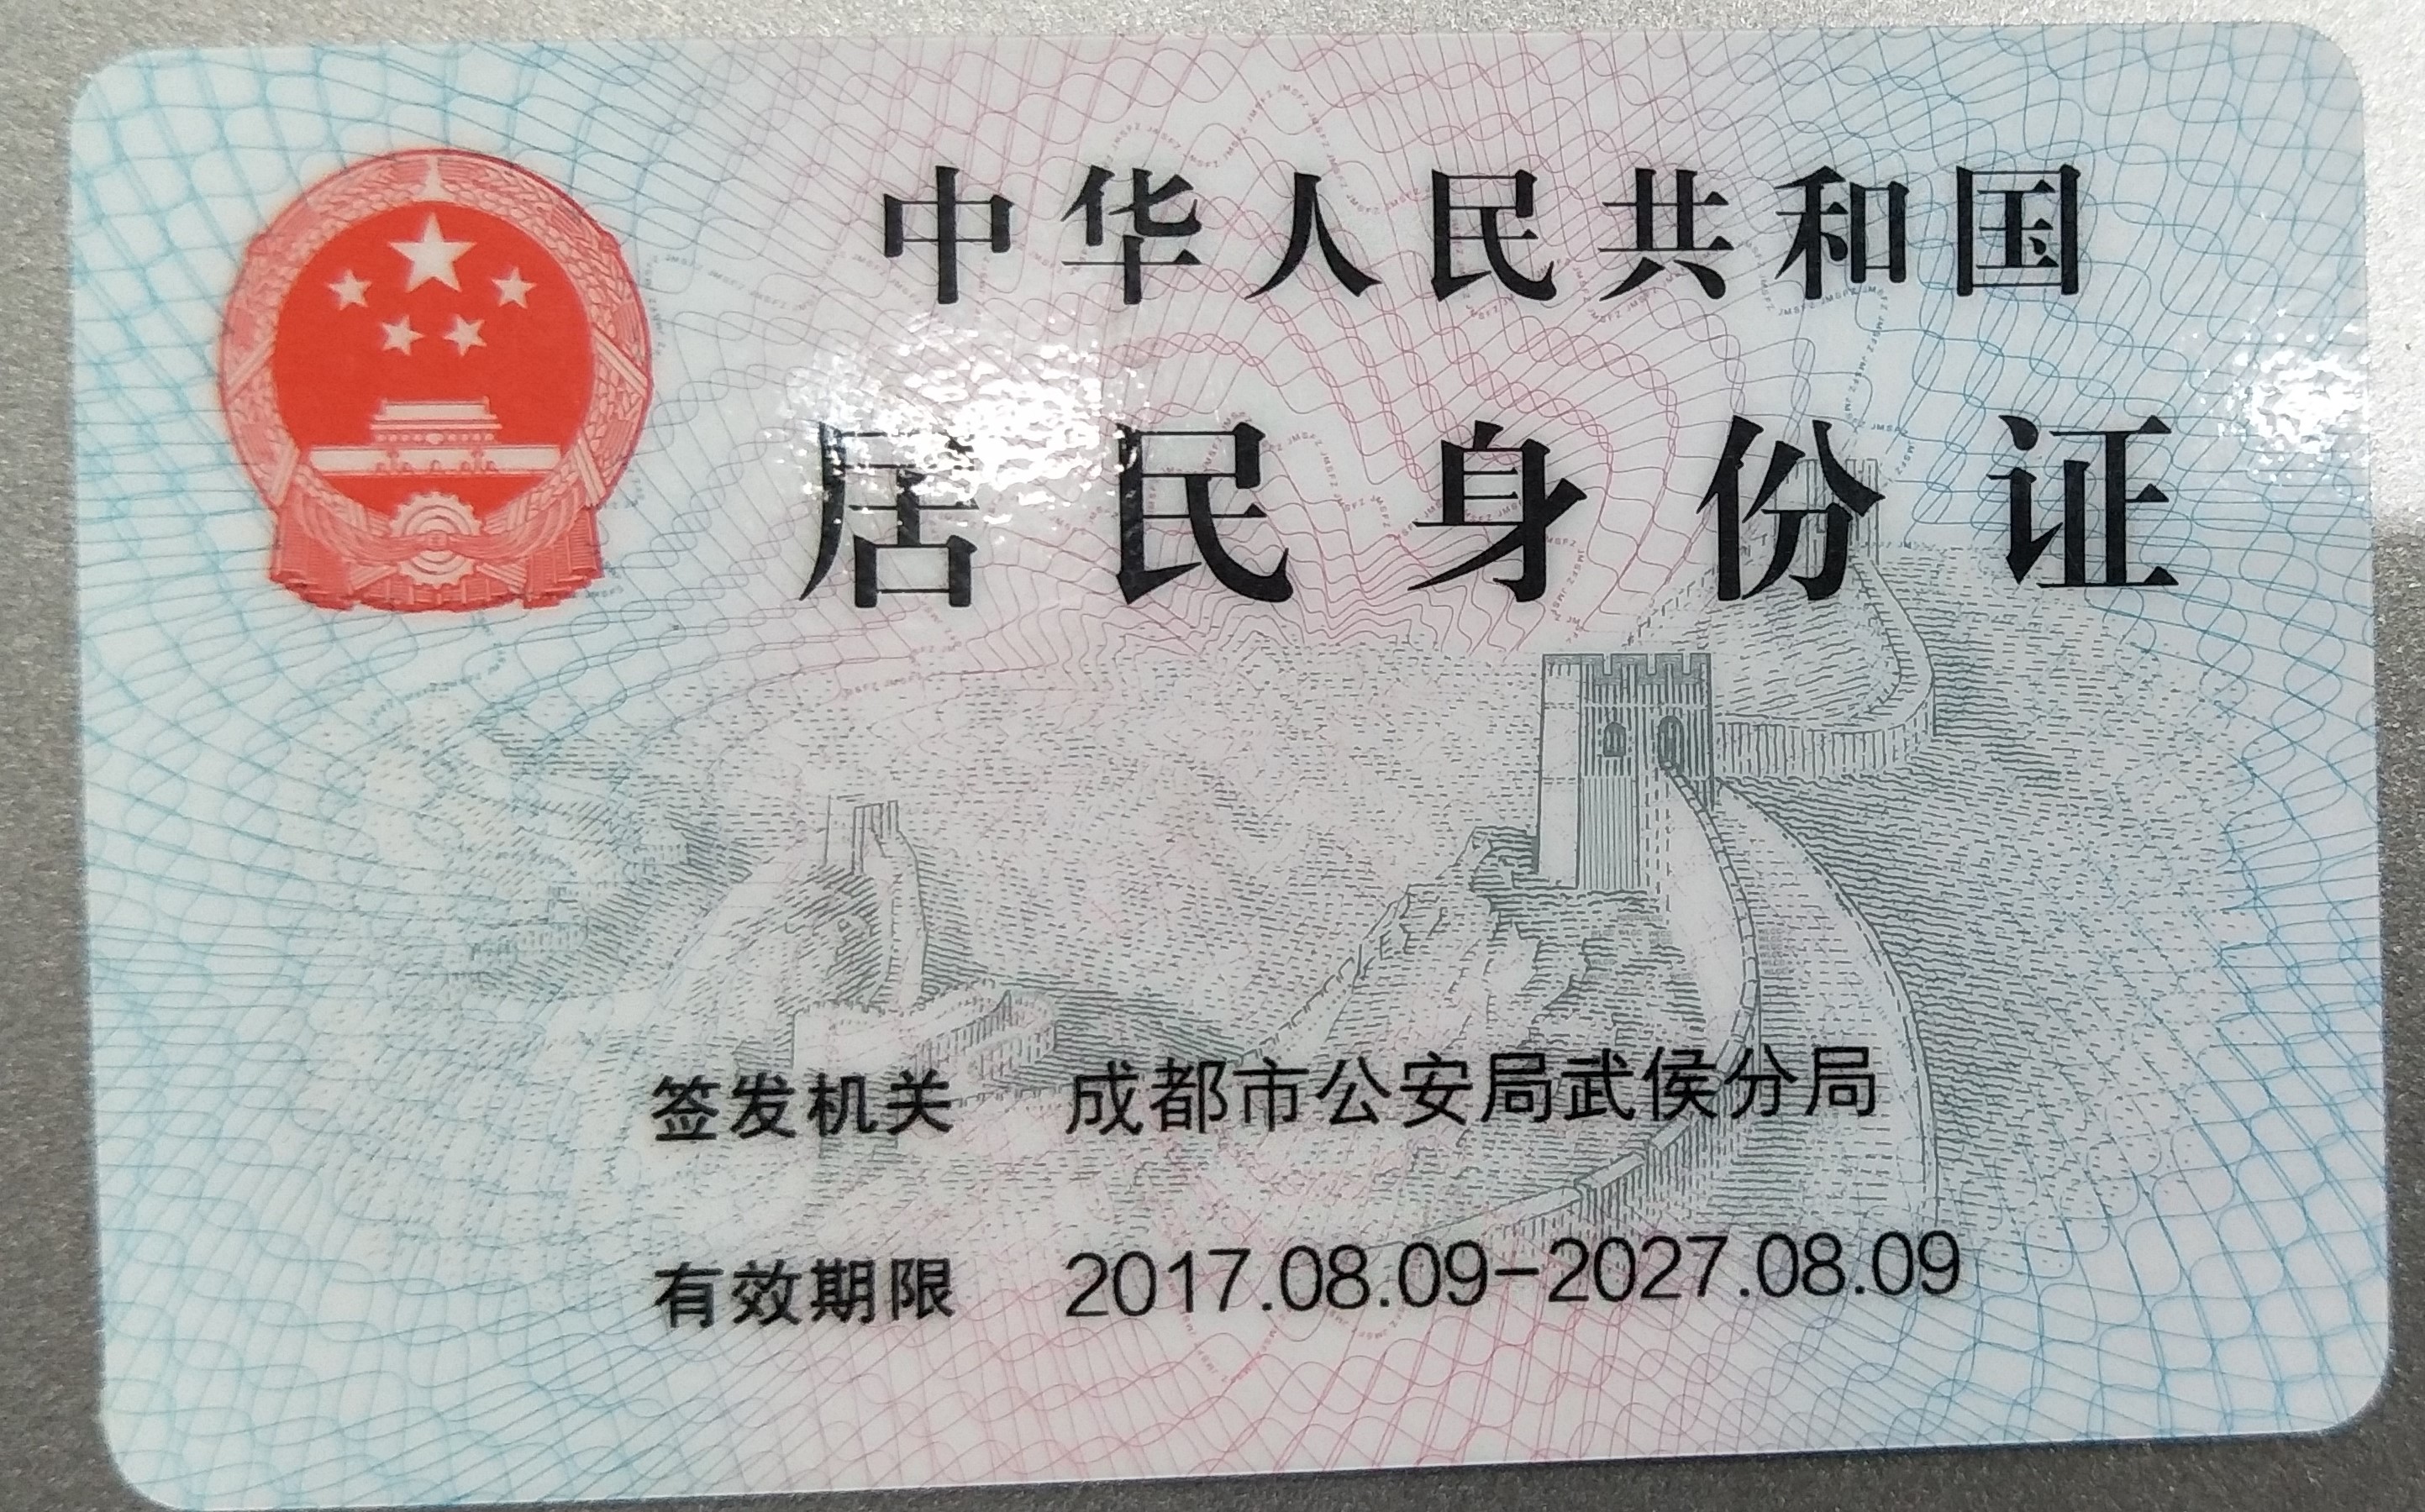 中华人民共和国
居民身份证
签发机关 成都市公安局武侯分局
有效期限 2017.08.09-2027.08.09